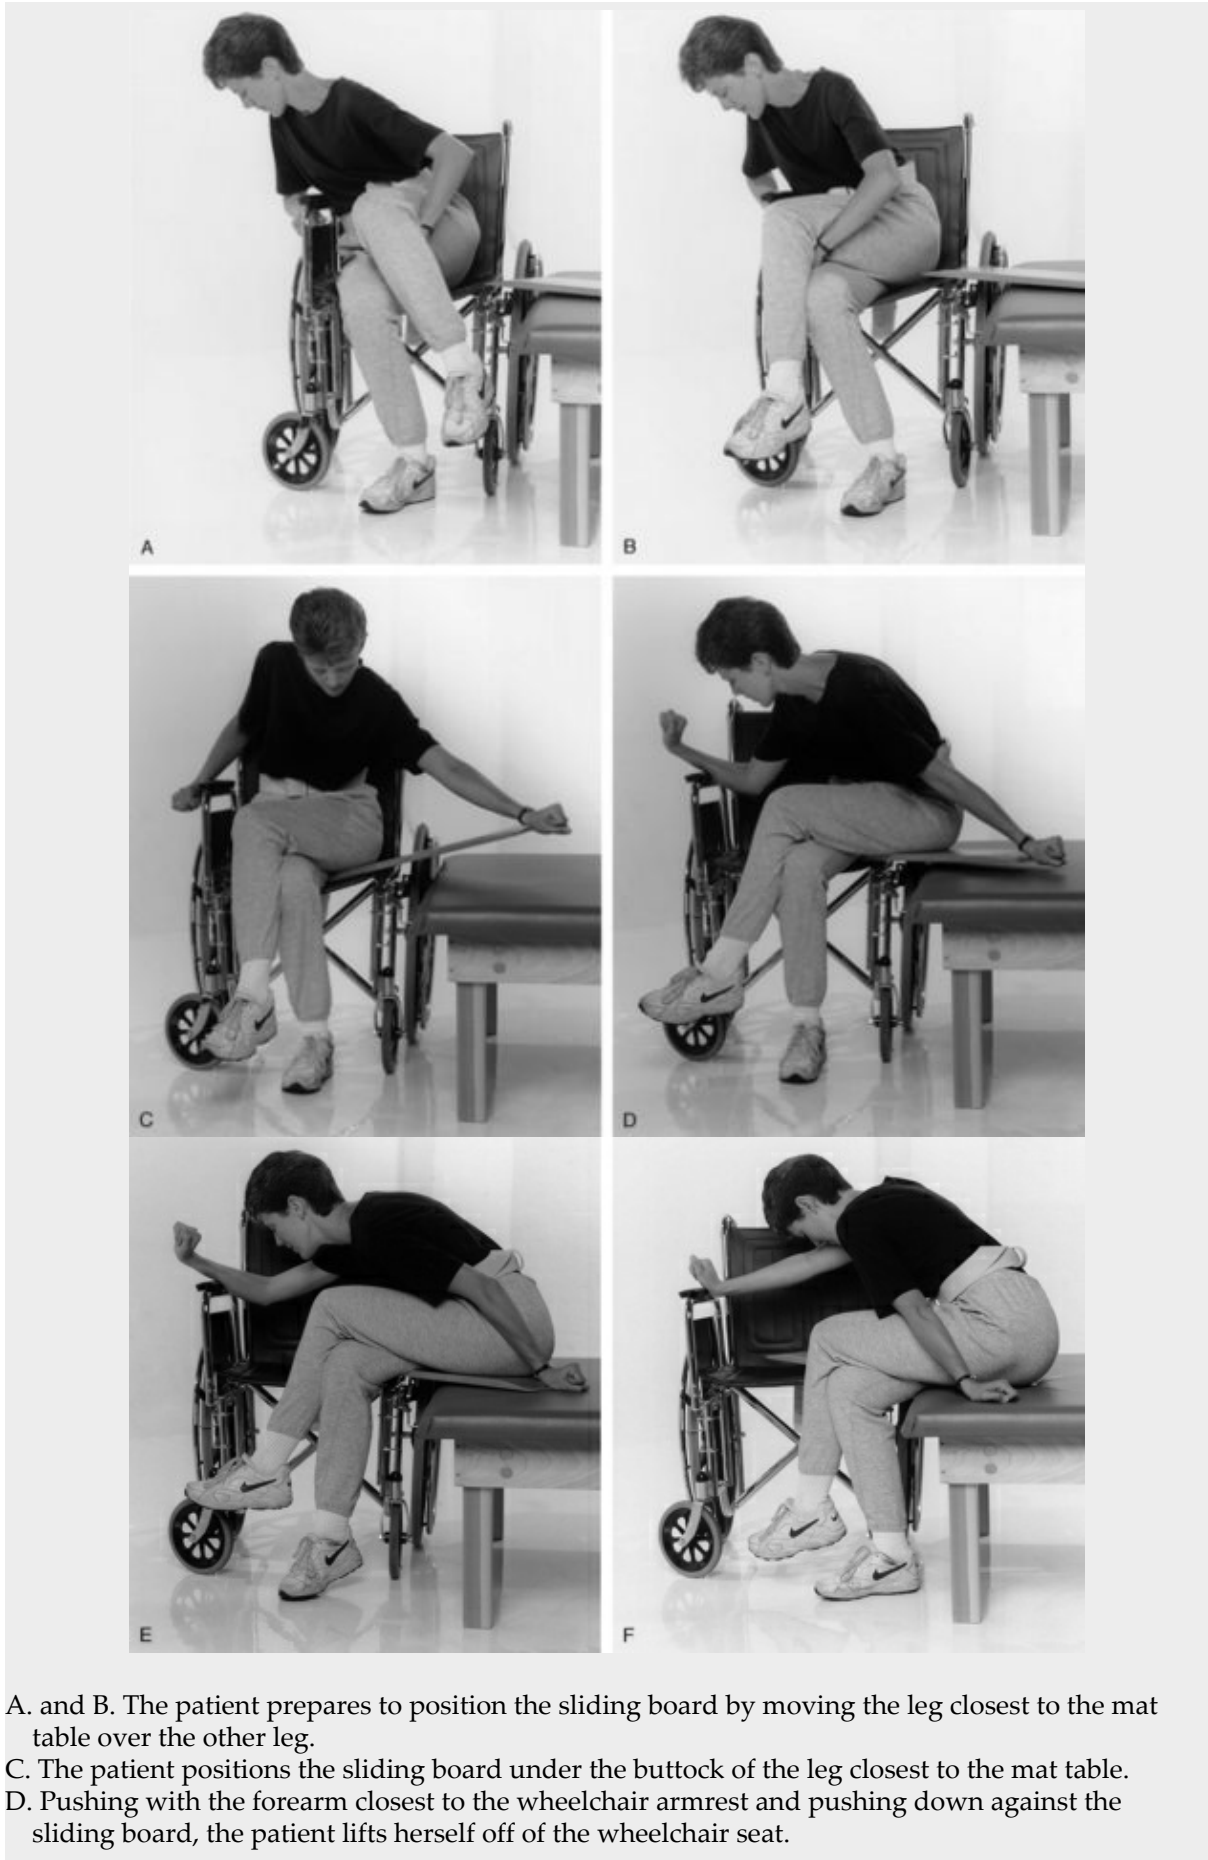 A
B
C
D
E
F
A. and B. The patient prepares to position the sliding board by moving the leg closest to the mat
table over the other leg.
C. The patient positions the sliding board under the buttock of the leg closest to the mat table.
D. Pushing with the forearm closest to the wheelchair armrest and pushing down against the
sliding board, the patient lifts herself off of the wheelchair seat.